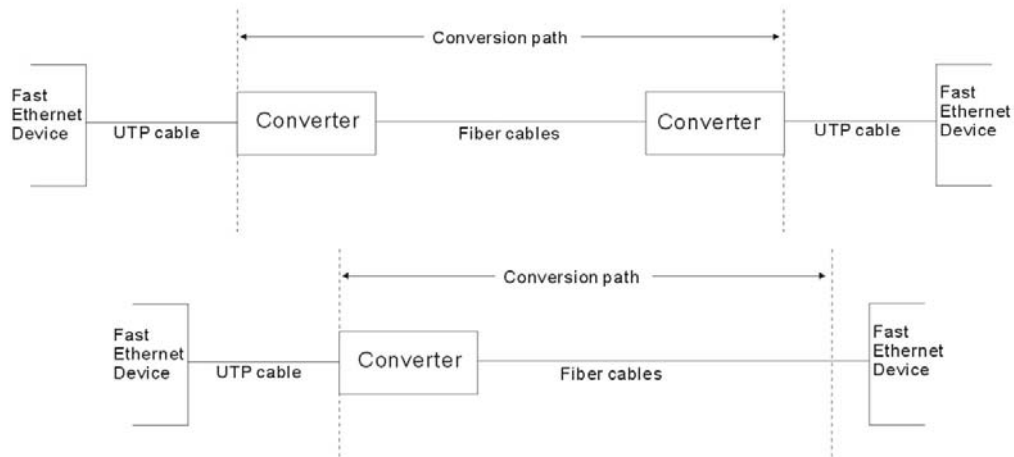 Conversion path
Fast
Ethernet
Device
UTP cable
Converter
Fiber cables
Converter
UTP cable
Fast
Ethernet
Device
Conversion path
Fast
Ethernet
Device
UTP cable
Converter
Fiber cables
Fast
Ethernet
Device